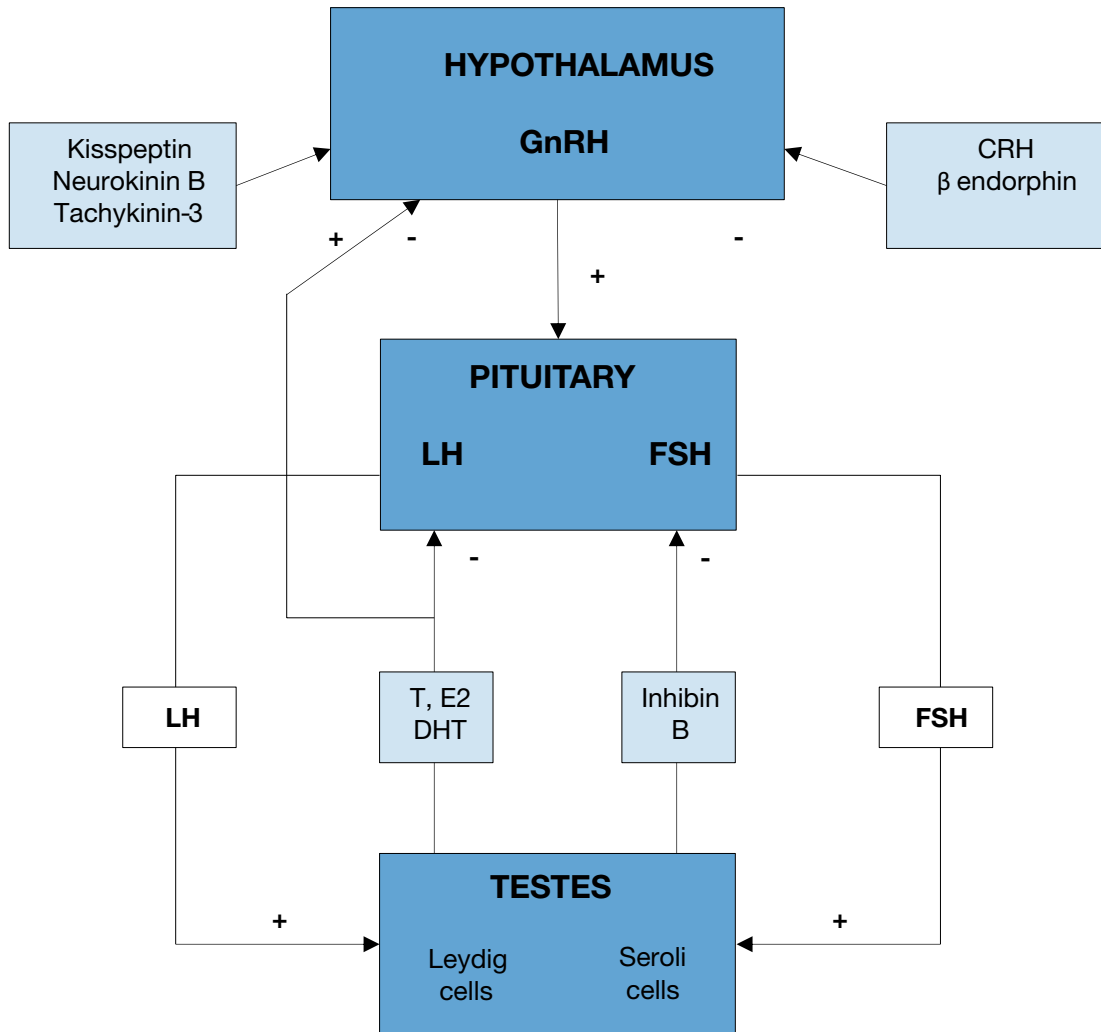 HYPOTHALAMUS
GnRH
Kisspeptin
Neurokinin B
Tachykinin-3
CRH
β endorphin
+
-
-
+
PITUITARY
LH
FSH
-
-
LH
T, E2
DHT
Inhibin
B
FSH
TESTES
+
+
Leydig
cells
Seroli
cells